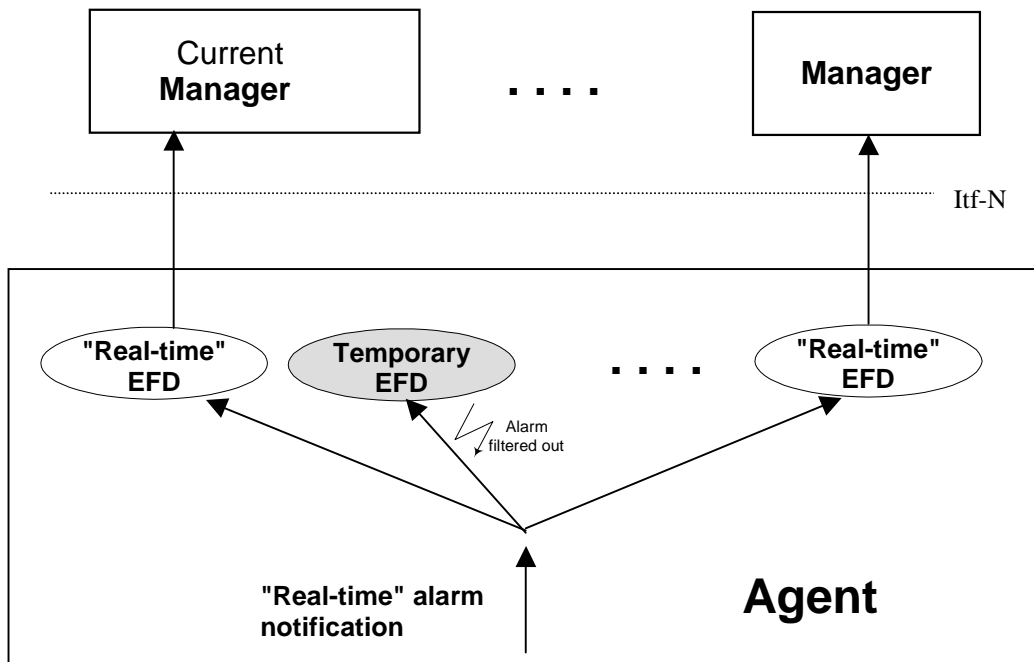 Current
Manager
. . . .
Manager
Itf-N
"Real-time"
EFD
Temporary
EFD
. . . .
"Real-time"
EFD
Alarm
filtered out
"Real-time" alarm
notification
Agent